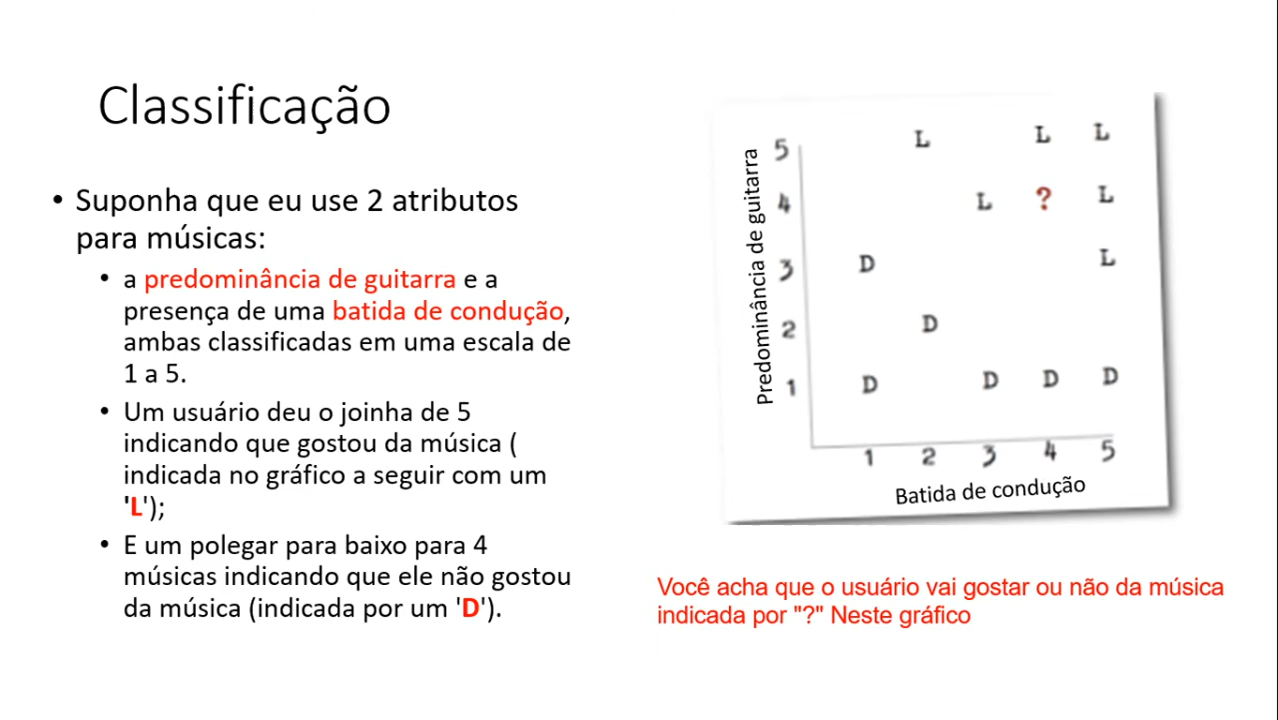 Classificação
• Suponha que eu use 2 atributos
para músicas:
• a predominância de guitarra e a
presença de uma batida de condução,
ambas classificadas em uma escala de
1 a 5.
• Um usuário deu o joinha de 5
indicando que gostou da música (
indicada no gráfico a seguir com um
'L');
• E um polegar para baixo para 4
músicas indicando que ele não gostou
da música (indicada por um 'D').
Predominância de guitarra
5 L L L
4 L ? L
3 D L
2 D
1 D D D D
1 2 3 4 5
Batida de condução
Você acha que o usuário vai gostar ou não da música
indicada por "?" Neste gráfico